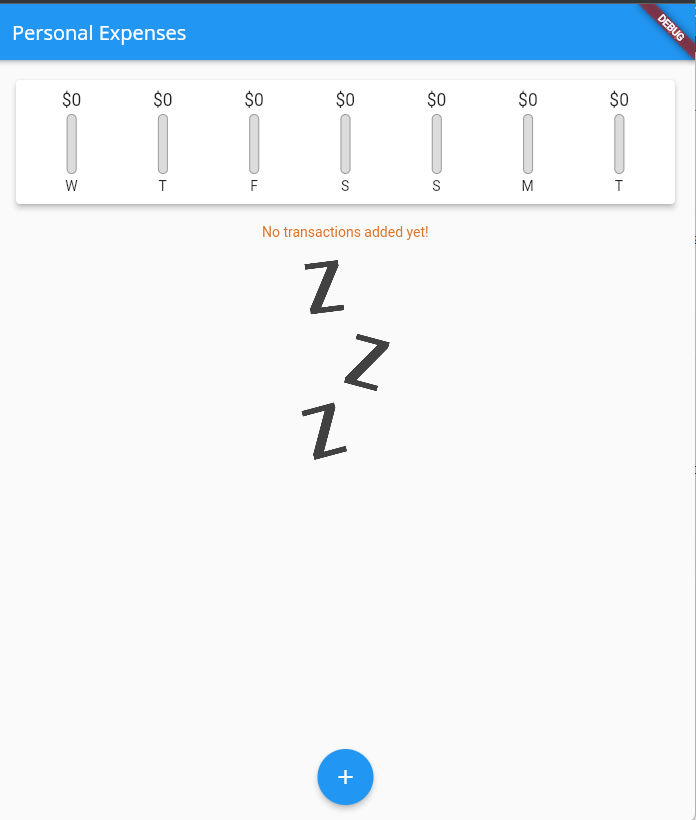 Personal Expenses
DEBUG
$0 $0 $0 $0 $0 $0 $0
W T F S S M T
No transactions added yet!
Z
Z
Z
+